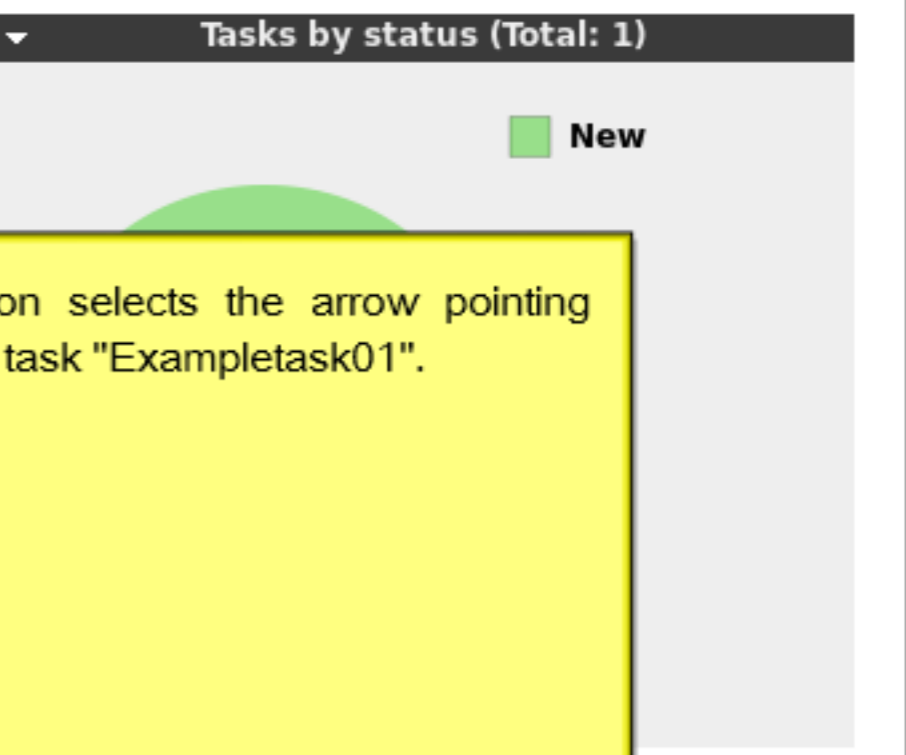 Tasks by status (Total: 1)
New
on selects the arrow pointing
task "Exampletask01".